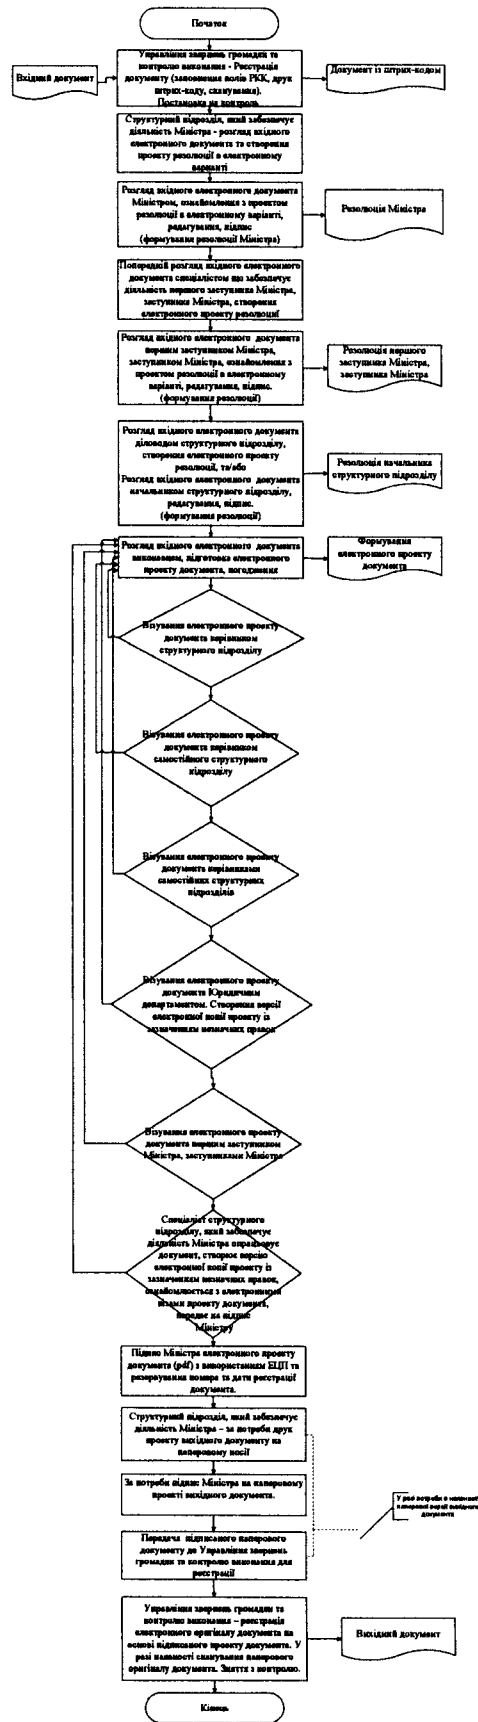 Початок
Управління звернень громадян та
контролю виконання - Реєстрація
документу (заповнення полів РКК, друк
штрих-коду, сканування).
Постановка на контроль
Вхідний документ
Документ із штрих-кодом
Структурний підрозділ, який забезпечує
діяльність Міністра - розгляд вхідного
електронного документа та створення
проекту резолюції в електронному
варіанті
Розгляд вхідного електронного документа
Міністром, ознайомлення з проектом
резолюції в електронному варіанті,
редагування, підпис
(формування резолюції Міністра)
Резолюція Міністра
Попередній розгляд вхідного електронного
документа спеціалістом що забезпечує
діяльність першого заступника Міністра,
заступника Міністра, створення
електронного проекту резолюції
Розгляд вхідного електронного документа
першим заступником Міністра,
заступником Міністра, ознайомлення з
проектом резолюції в електронному
варіанті, редагування, підпис.
(формування резолюції)
Резолюція першого
заступника Міністра,
заступника Міністра
Розгляд вхідного електронного документа
діловодом структурного підрозділу,
створення електронного проекту
резолюції, та/або
Розгляд вхідного електронного документа
начальником структурного підрозділу,
редагування, підпис.
(формування резолюції)
Резолюція начальника
структурного підрозділу
Розгляд вхідного електронного документа
виконавцем, підготовка електронного
проекту документа, погодження
Формування
електронного проекту
документа
Візування електронного проекту
документа керівником
структурного підрозділу
Візування електронного проекту
документа керівником
самостійного структурного
підрозділу
Візування електронного проекту
документа керівниками
самостійних структурних
підрозділів
Візування електронного проекту
документа Юридичним
департаментом. Створення версії
електронної копії проекту із
зазначенням незначних правок
Візування електронного проекту
документа першим заступником
Міністра, заступниками Міністра
Спеціаліст структурного
підрозділу, який забезпечує
діяльність Міністра опрацьовує
документ, створює версію
електронної копії проекту із
зазначенням незначних правок,
ознайомлюється з електронними
візами проекту документа,
передає на підпис
Міністру
Підпис Міністра електронного проекту
документа (pdf) з використанням ЕЦП та
резервування номера та дати реєстрації
документа.
Структурний підрозділ, який забезпечує
діяльність Міністра – за потреби друк
проекту вихідного документу на
паперовому носії
За потреби підпис Міністра на паперовому
проекті вихідного документа.
У разі потреби в наявності
паперової версії вихідного
документа
Передача підписаного паперового
документу до Управління звернень
громадян та контролю виконання для
реєстрації
Управління звернень громадян та
контролю виконання – реєстрація
електронного оригіналу документа на
основі підписаного проекту документа. У
разі наявності сканування паперового
оригіналу документа. Зняття з контролю.
Вихідний документ
Кінець